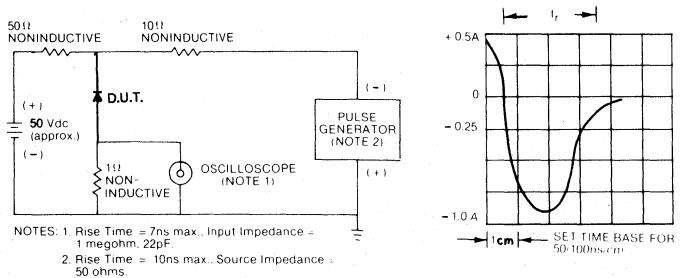 50Ω
NONINDUCTIVE
10Ω
NONINDUCTIVE
(+)
50 Vdc
(approx.)
(−)
D.U.T.
1Ω
NON-
INDUCTIVE
OSCILLOSCOPE
(NOTE 1)
(−)
PULSE
GENERATOR
(NOTE 2)
(+)
NOTES: 1. Rise Time = 7ns max., Input Impedance =
1 megohm, 22pF.
2. Rise Time = 10ns max., Source Impedance =
50 ohms.
+ 0.5A
0
− 0.25
− 1.0 A
1cm
SET TIME BASE FOR
50/100ns/cm